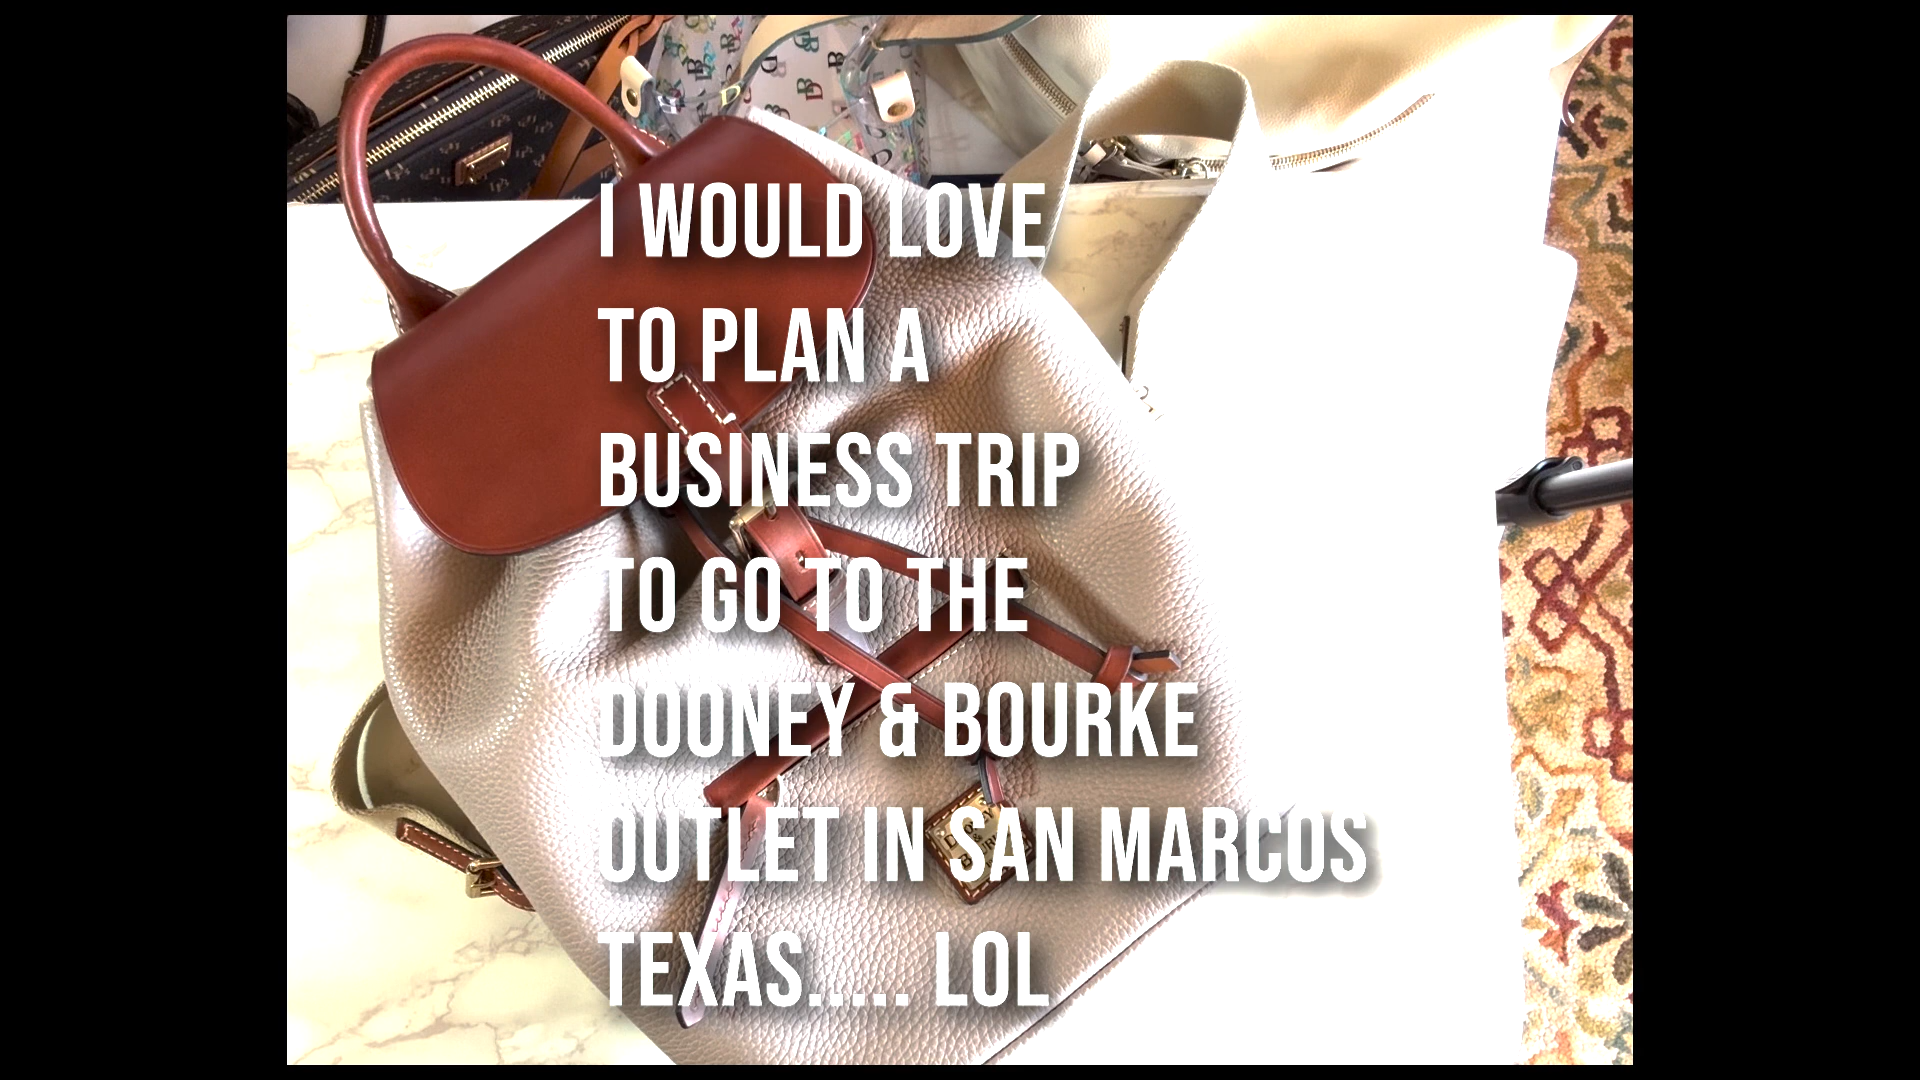 I WOULD LOVE
TO PLAN A
BUSINESS TRIP
TO GO TO THE
DOONEY & BOURKE
OUTLET IN SAN MARCOS
TEXAS..... LOL